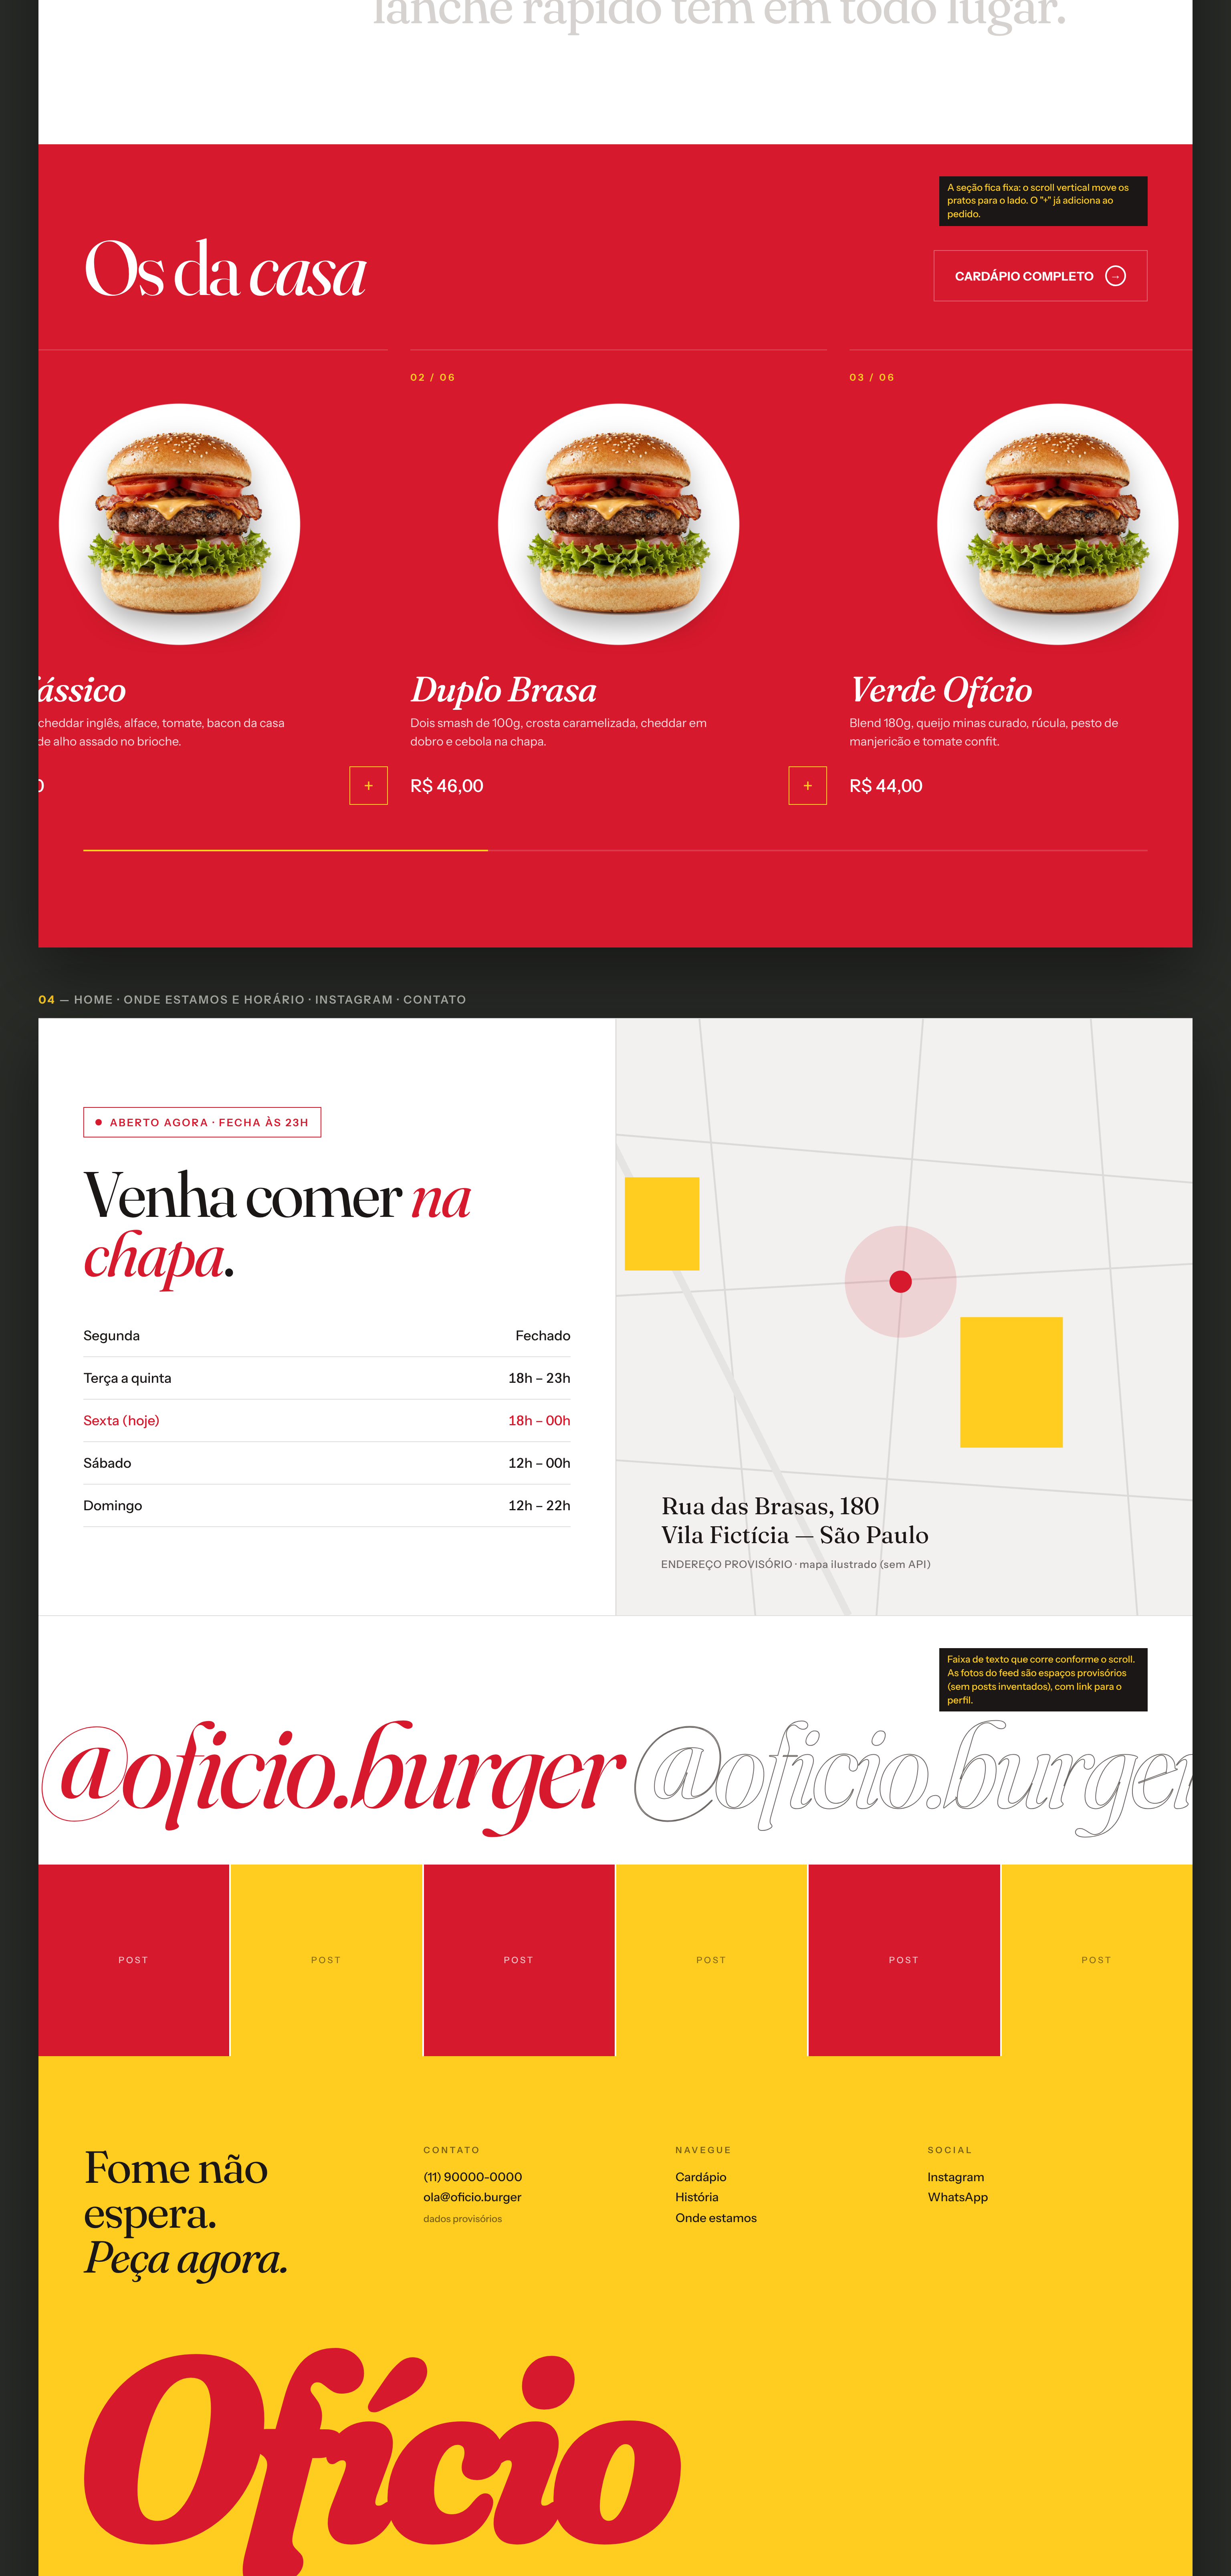 lanche rápido tem em todo lugar.
A seção fica fixa: o scroll vertical move os
pratos para o lado. O "+" já adiciona ao
pedido.
Os da casa
CARDÁPIO COMPLETO →
02 / 06
03 / 06
ássico
cheddar inglês, alface, tomate, bacon da casa
de alho assado no brioche.
0
+
Duplo Brasa
Dois smash de 100g, crosta caramelizada, cheddar em
dobro e cebola na chapa.
R$ 46,00
+
Verde Ofício
Blend 180g, queijo minas curado, rúcula, pesto de
manjericão e tomate confit.
R$ 44,00
04 — HOME · ONDE ESTAMOS E HORÁRIO · INSTAGRAM · CONTATO
ABERTO AGORA · FECHA ÀS 23H
Venha comer na
chapa.
Segunda Fechado
Terça a quinta 18h – 23h
Sexta (hoje) 18h – 00h
Sábado 12h – 00h
Domingo 12h – 22h
Rua das Brasas, 180
Vila Fictícia — São Paulo
ENDEREÇO PROVISÓRIO · mapa ilustrado (sem API)
Faixa de texto que corre conforme o scroll.
As fotos do feed são espaços provisórios
(sem posts inventados), com link para o
perfil.
@oficio.burger @oficio.burger
POST POST POST POST POST POST
Fome não
espera.
Peça agora.
CONTATO
(11) 90000-0000
ola@oficio.burger
dados provisórios
NAVEGUE
Cardápio
História
Onde estamos
SOCIAL
Instagram
WhatsApp
Ofício